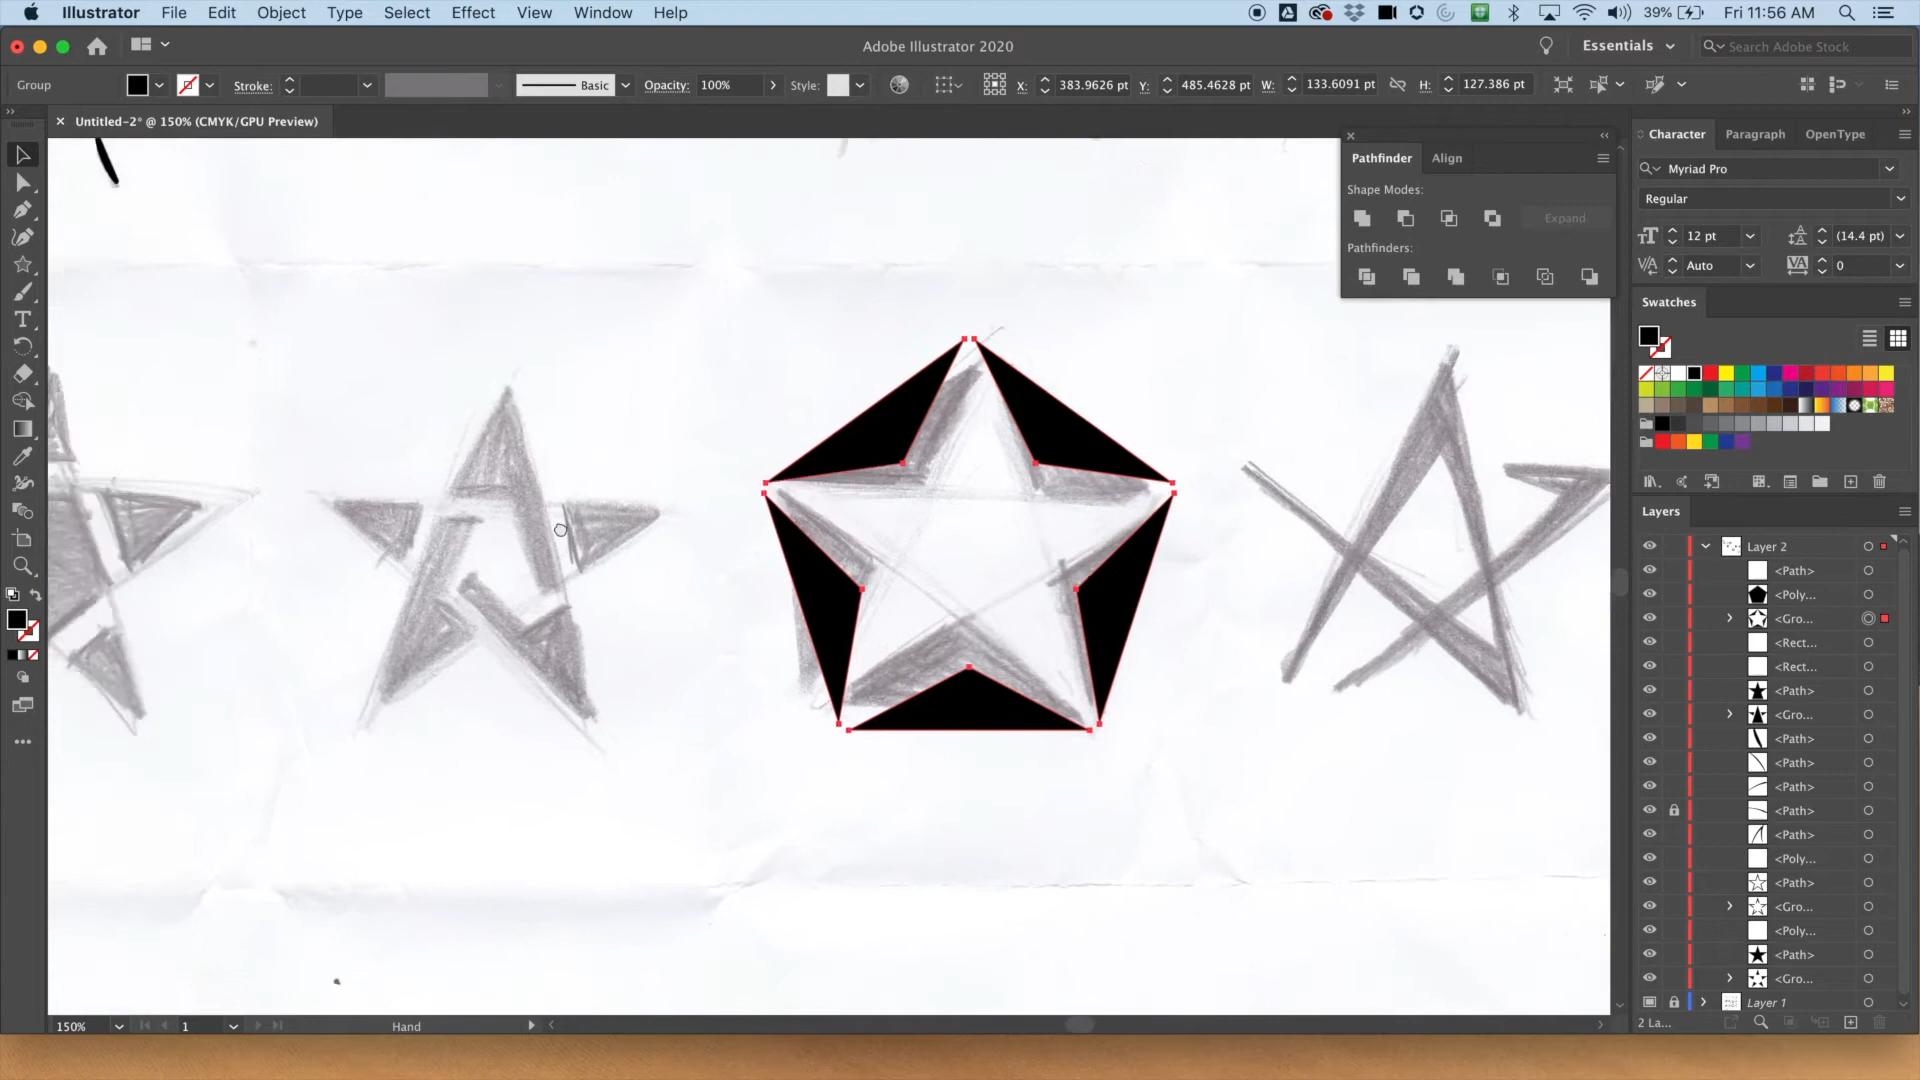 Illustrator File Edit Object Type Select Effect View Window Help 39% Fri 11:56 AM
Adobe Illustrator 2020 Essentials Search Adobe Stock
Group Stroke: Basic Opacity: 100% Style: X: 383.9626 pt Y: 485.4628 pt W: 133.6091 pt H: 127.386 pt
Untitled-2* @ 150% (CMYK/GPU Preview)
Pathfinder Align
Shape Modes:
Expand
Pathfinders:
Character Paragraph OpenType
Myriad Pro
Regular
12 pt (14.4 pt)
Auto 0
Swatches
Layers
Layer 2
<Path>
<Poly...
<Gro...
<Rect...
<Rect...
<Path>
<Gro...
<Path>
<Path>
<Path>
<Path>
<Path>
<Poly...
<Path>
<Gro...
<Poly...
<Path>
<Gro...
Layer 1
2 La...
150% 1 Hand